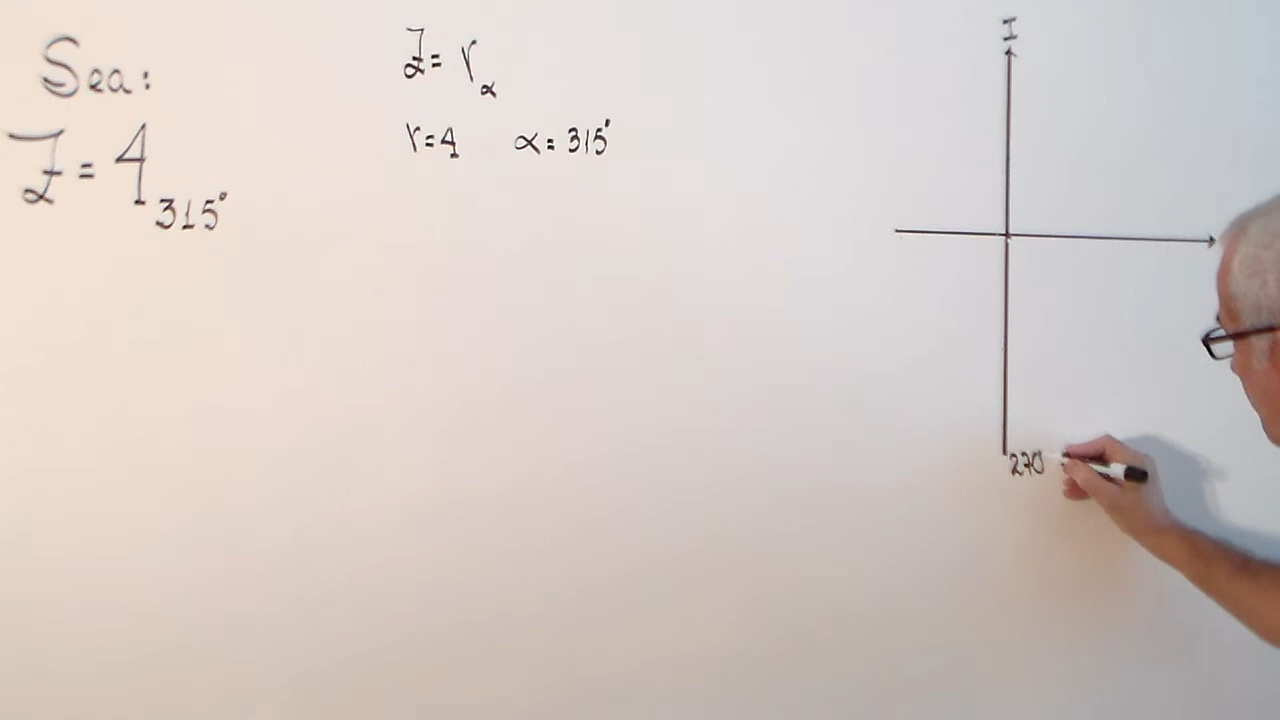 Sea:
Z = 4 315°
Z = r α
r = 4 α = 315°
I
270